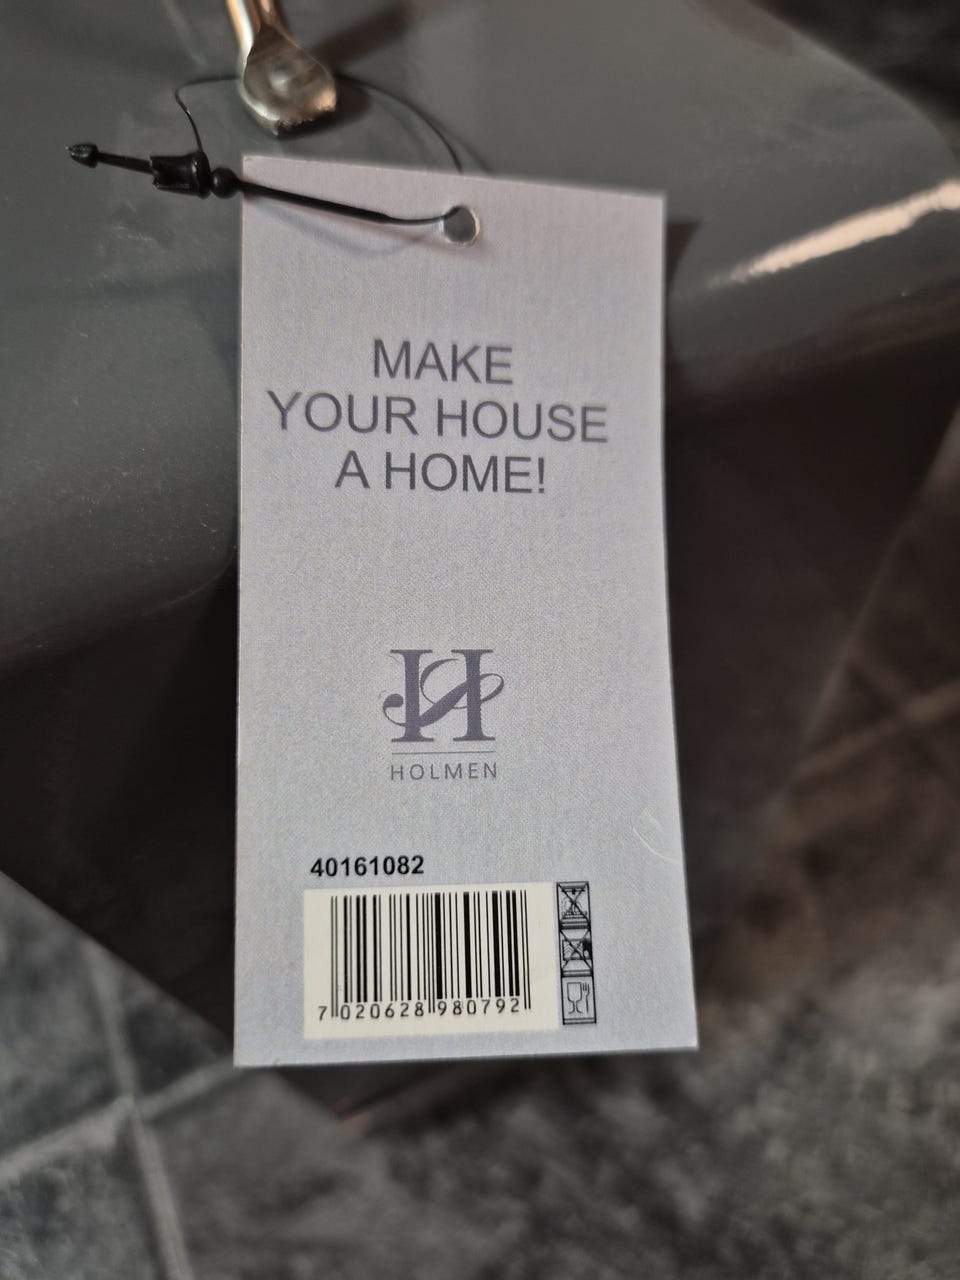 MAKE
YOUR HOUSE
A HOME!
H
HOLMEN
40161082
7 020628 980792